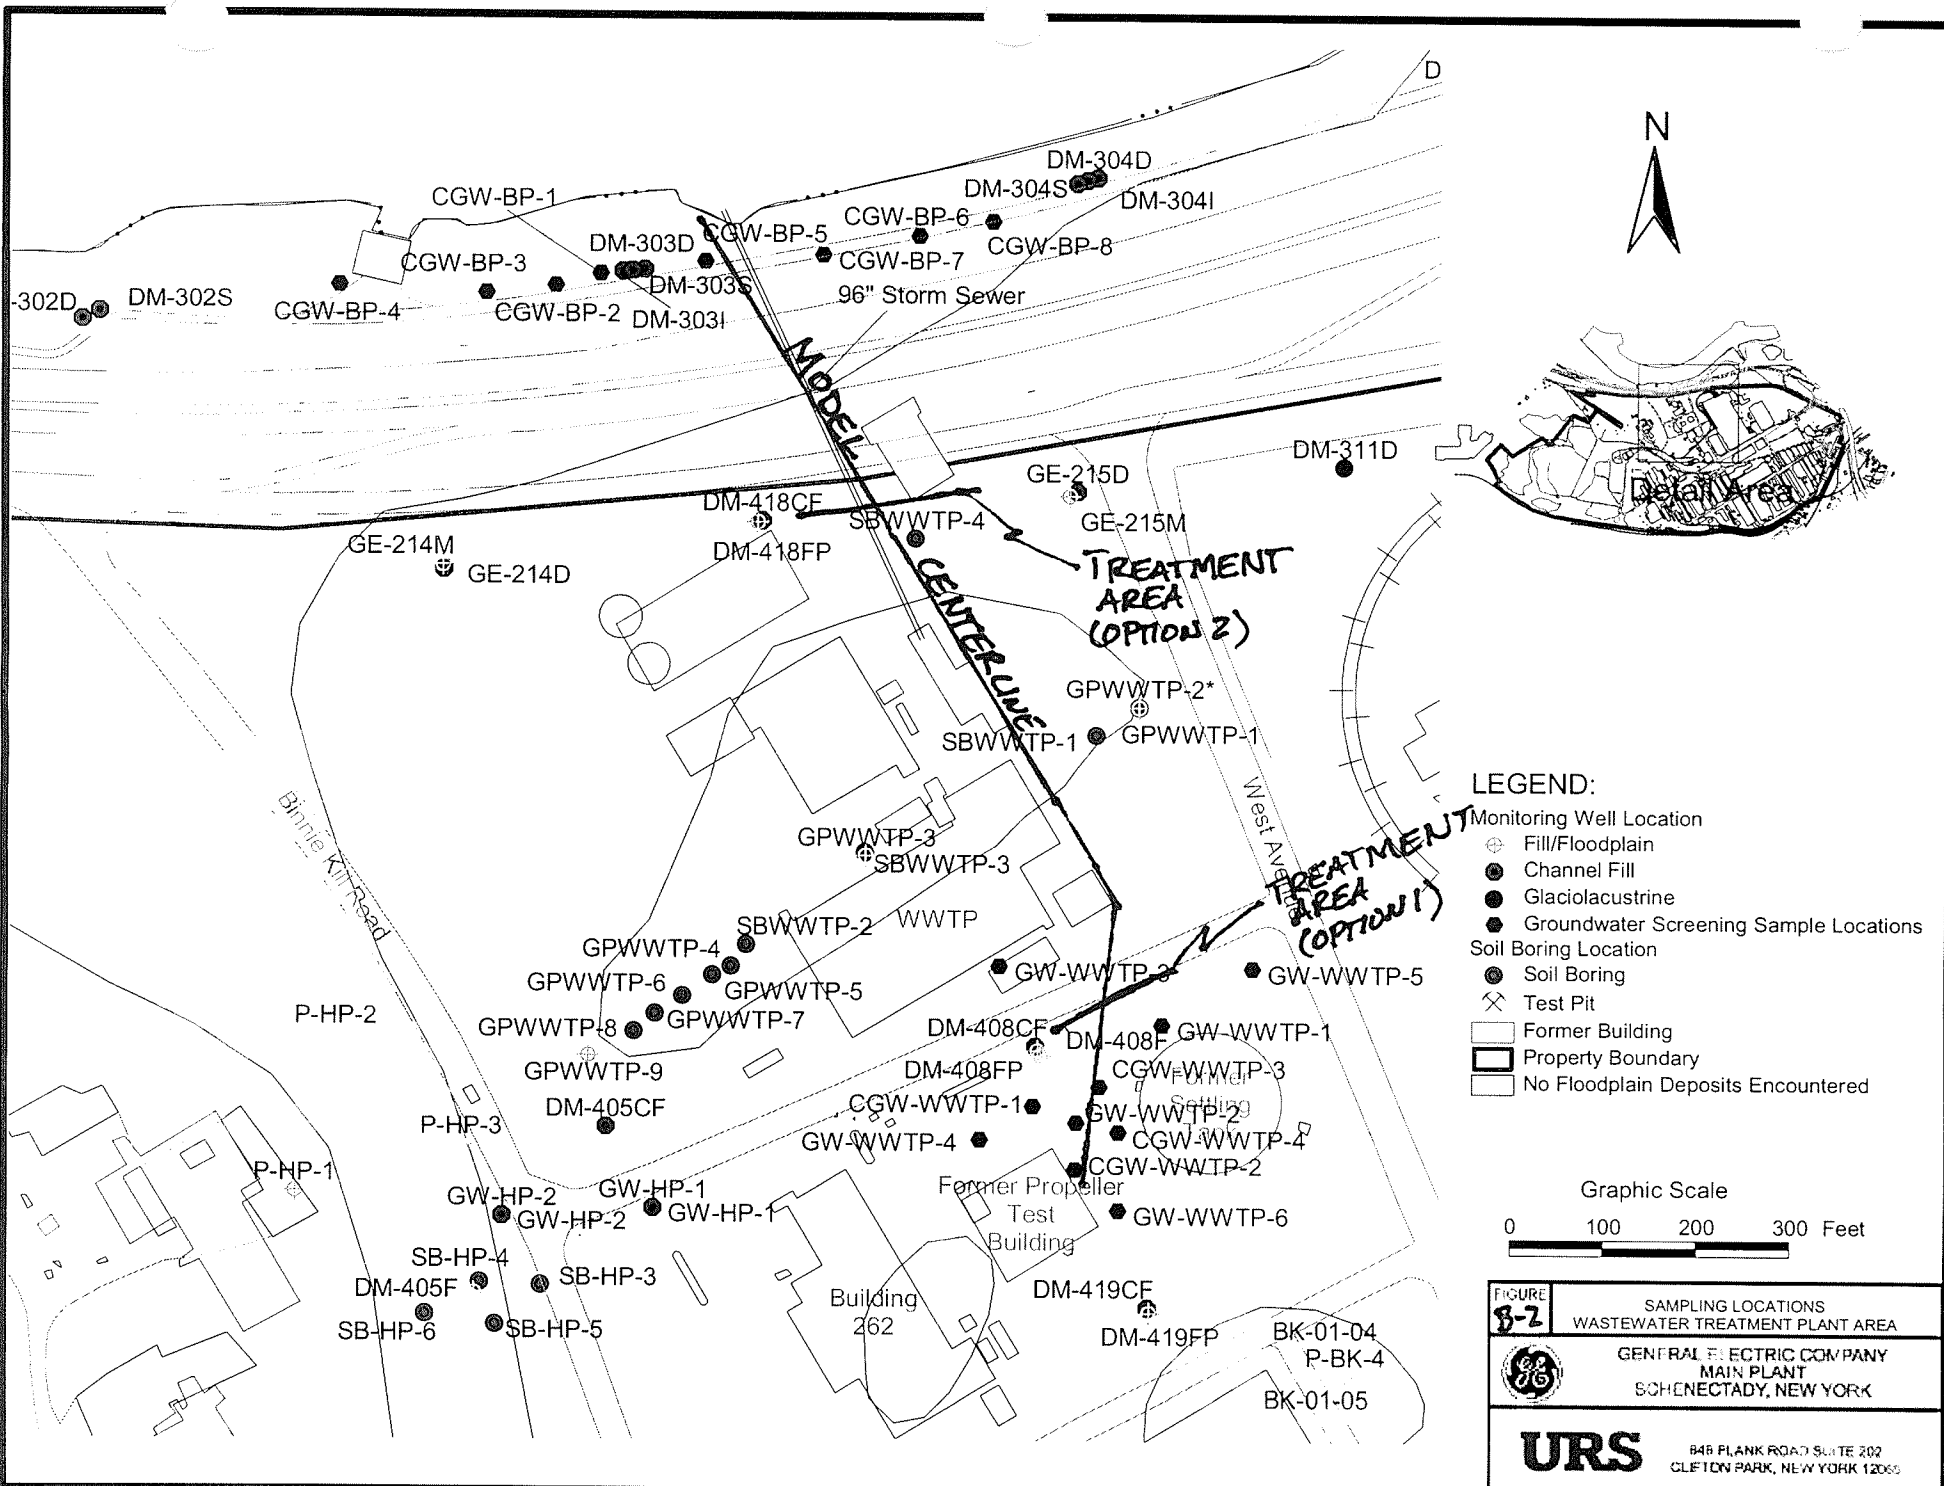 D
N
DM-304D
DM-304S
DM-304I
CGW-BP-1
CGW-BP-6
DM-303D
CGW-BP-5
CGW-BP-8
CGW-BP-3
CGW-BP-7
DM-303S
-302D
DM-302S
96" Storm Sewer
CGW-BP-4
CGW-BP-2
DM-303I
MODEL
CENTERLINE
DM-311D
GE-215D
DM-418CF
SBWWTP-4
GE-215M
GE-214M
DM-418FP
GE-214D
TREATMENT
AREA
(OPTION 2)
Detail Area
GPWWTP-2*
SBWWTP-1
GPWWTP-1
West Avenue
Binnie Kill Road
GPWWTP-3
SBWWTP-3
TREATMENT
AREA
(OPTION 1)
WWTP
SBWWTP-2
GPWWTP-4
GPWWTP-6
GPWWTP-5
GW-WWTP-3
GW-WWTP-5
P-HP-2
GPWWTP-8
GPWWTP-7
DM-408CF
DM-408F
GW-WWTP-1
GPWWTP-9
DM-408FP
CGW-WWTP-3
Former
Settling
Tank
DM-405CF
CGW-WWTP-1
GW-WWTP-2
P-HP-3
GW-WWTP-4
CGW-WWTP-4
P-HP-1
CGW-WWTP-2
GW-HP-2
GW-HP-1
Former Propeller
Test
Building
GW-HP-2
GW-HP-1
GW-WWTP-6
SB-HP-4
SB-HP-3
DM-405F
SB-HP-6
SB-HP-5
Building
262
DM-419CF
DM-419FP
BK-01-04
P-BK-4
BK-01-05
LEGEND:
Monitoring Well Location
Fill/Floodplain
Channel Fill
Glaciolacustrine
Groundwater Screening Sample Locations
Soil Boring Location
Soil Boring
Test Pit
Former Building
Property Boundary
No Floodplain Deposits Encountered
Graphic Scale
0 100 200 300 Feet
FIGURE
B-2
SAMPLING LOCATIONS
WASTEWATER TREATMENT PLANT AREA
GE
GENERAL ELECTRIC COMPANY
MAIN PLANT
SCHENECTADY, NEW YORK
URS
848 PLANK ROAD SUITE 202
CLIFTON PARK, NEW YORK 12065